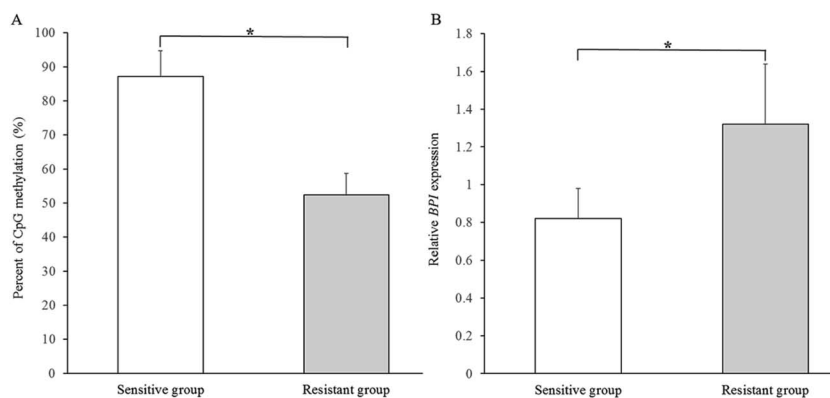 A
100
90
80
70
60
50
40
30
20
10
0
Percent of CpG methylation (%)
*
Sensitive group
Resistant group
B
1.8
1.6
1.4
1.2
1
0.8
0.6
0.4
0.2
0
Relative BPI expression
*
Sensitive group
Resistant group